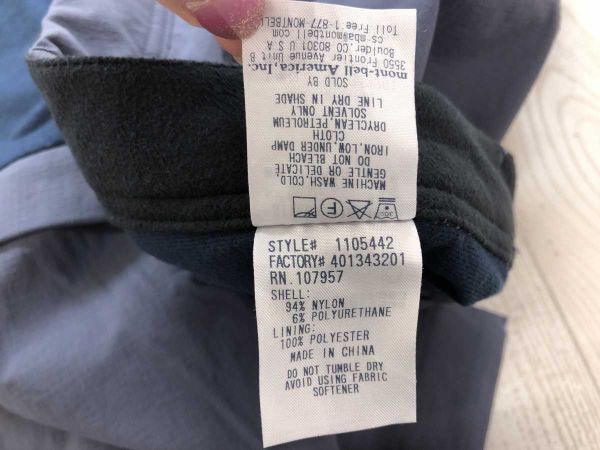 STYLE# 1105442
FACTORY# 401343201
RN.107957
SHELL:
94% NYLON
6% POLYURETHANE
LINING:
100% POLYESTER
MADE IN CHINA
DO NOT TUMBLE DRY
AVOID USING FABRIC
SOFTENER
MACHINE WASH,COLD
GENTLE OR DELICATE
DO NOT BLEACH
IRON,LOW,UNDER DAMP
CLOTH
DRYCLEAN,PETROLEUM
SOLVENT ONLY
LINE DRY IN SHADE
SOLD BY
mont-bell America,Inc.
3550 Frontier Avenue Unit B
Boulder,CO 80301 U S A
cs-mba@montbell
Toll Free 1-877-MONTBEL